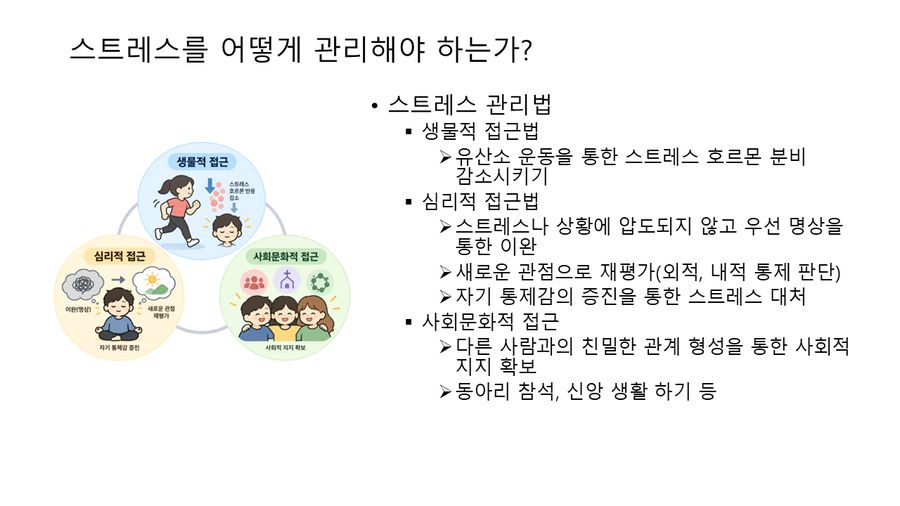 스트레스를 어떻게 관리해야 하는가?
생물적 접근
스트레스
호르몬 반응
감소
심리적 접근
이완(명상)
새로운 관점
재평가
자기 통제감 증진
사회문화적 접근
사회적 지지 확보
• 스트레스 관리법
▪ 생물적 접근법
➢유산소 운동을 통한 스트레스 호르몬 분비
감소시키기
▪ 심리적 접근법
➢스트레스나 상황에 압도되지 않고 우선 명상을
통한 이완
➢새로운 관점으로 재평가(외적, 내적 통제 판단)
➢자기 통제감의 증진을 통한 스트레스 대처
▪ 사회문화적 접근
➢다른 사람과의 친밀한 관계 형성을 통한 사회적
지지 확보
➢동아리 참석, 신앙 생활 하기 등